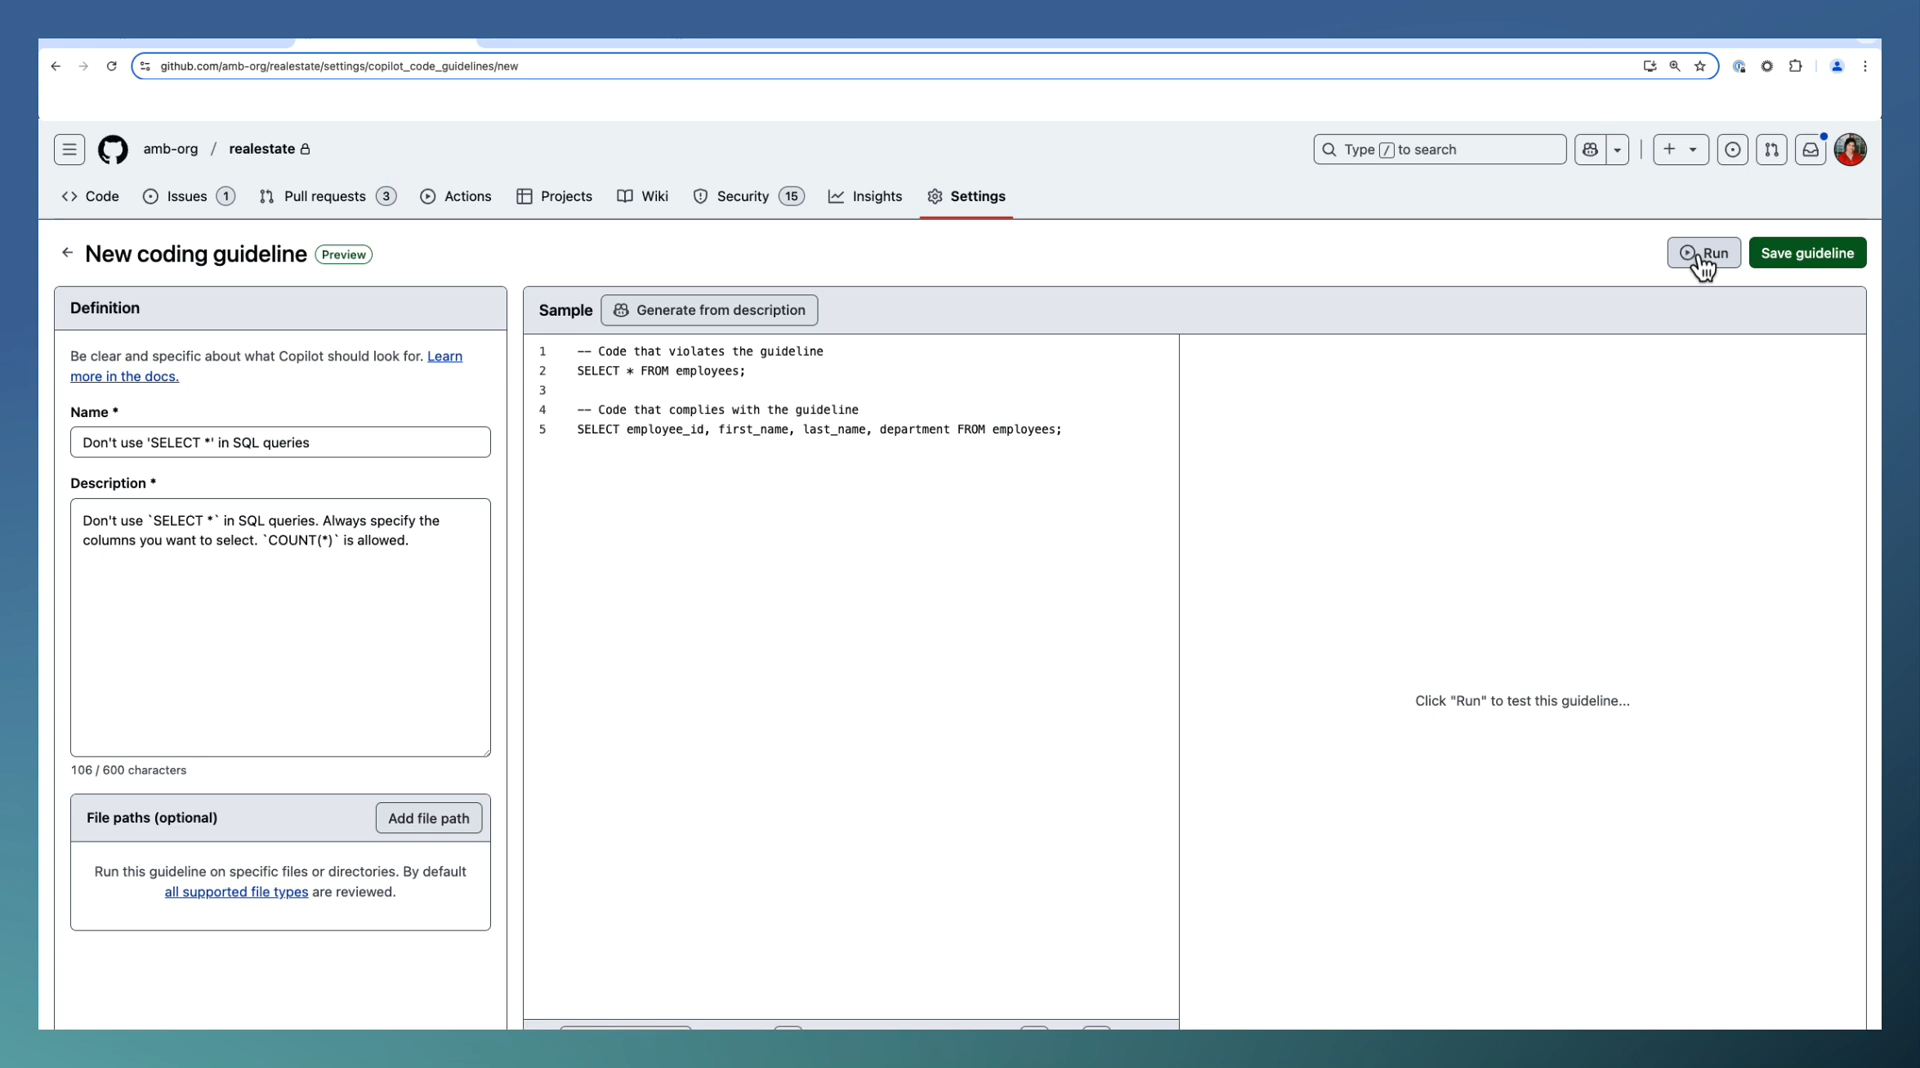 github.com/amb-org/realestate/settings/copilot_code_guidelines/new
amb-org / realestate
Type / to search
Code Issues 1 Pull requests 3 Actions Projects Wiki Security 15 Insights Settings
New coding guideline Preview
Run Save guideline
Definition
Be clear and specific about what Copilot should look for. Learn
more in the docs.
Name *
Don't use 'SELECT *' in SQL queries
Description *
Don't use `SELECT *` in SQL queries. Always specify the
columns you want to select. `COUNT(*)` is allowed.
106 / 600 characters
File paths (optional) Add file path
Run this guideline on specific files or directories. By default
all supported file types are reviewed.
Sample Generate from description
1 -- Code that violates the guideline
2 SELECT * FROM employees;
3
4 -- Code that complies with the guideline
5 SELECT employee_id, first_name, last_name, department FROM employees;
Click "Run" to test this guideline...